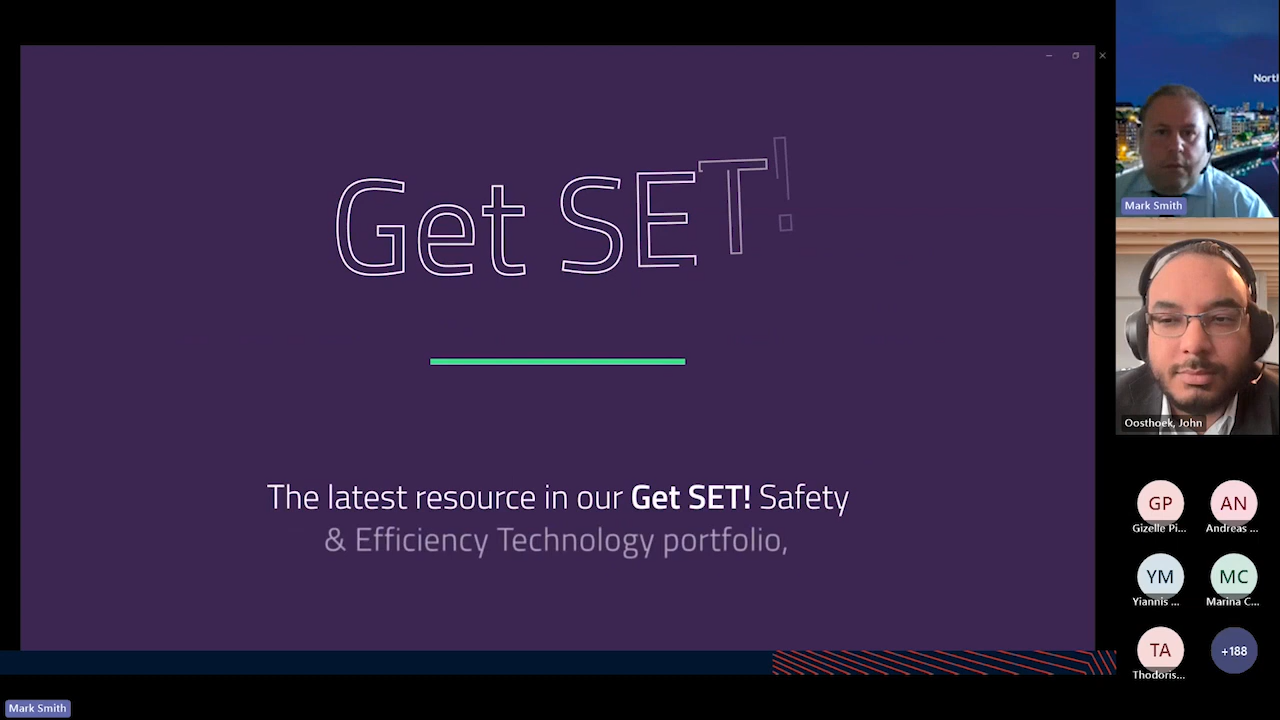 Get SET!
The latest resource in our Get SET! Safety
& Efficiency Technology portfolio,
North
Mark Smith
Oosthoek, John
GP
Gizelle Pi...
AN
Andreas ...
YM
Yiannis ...
MC
Marina C...
TA
Thodoris...
+188
Mark Smith